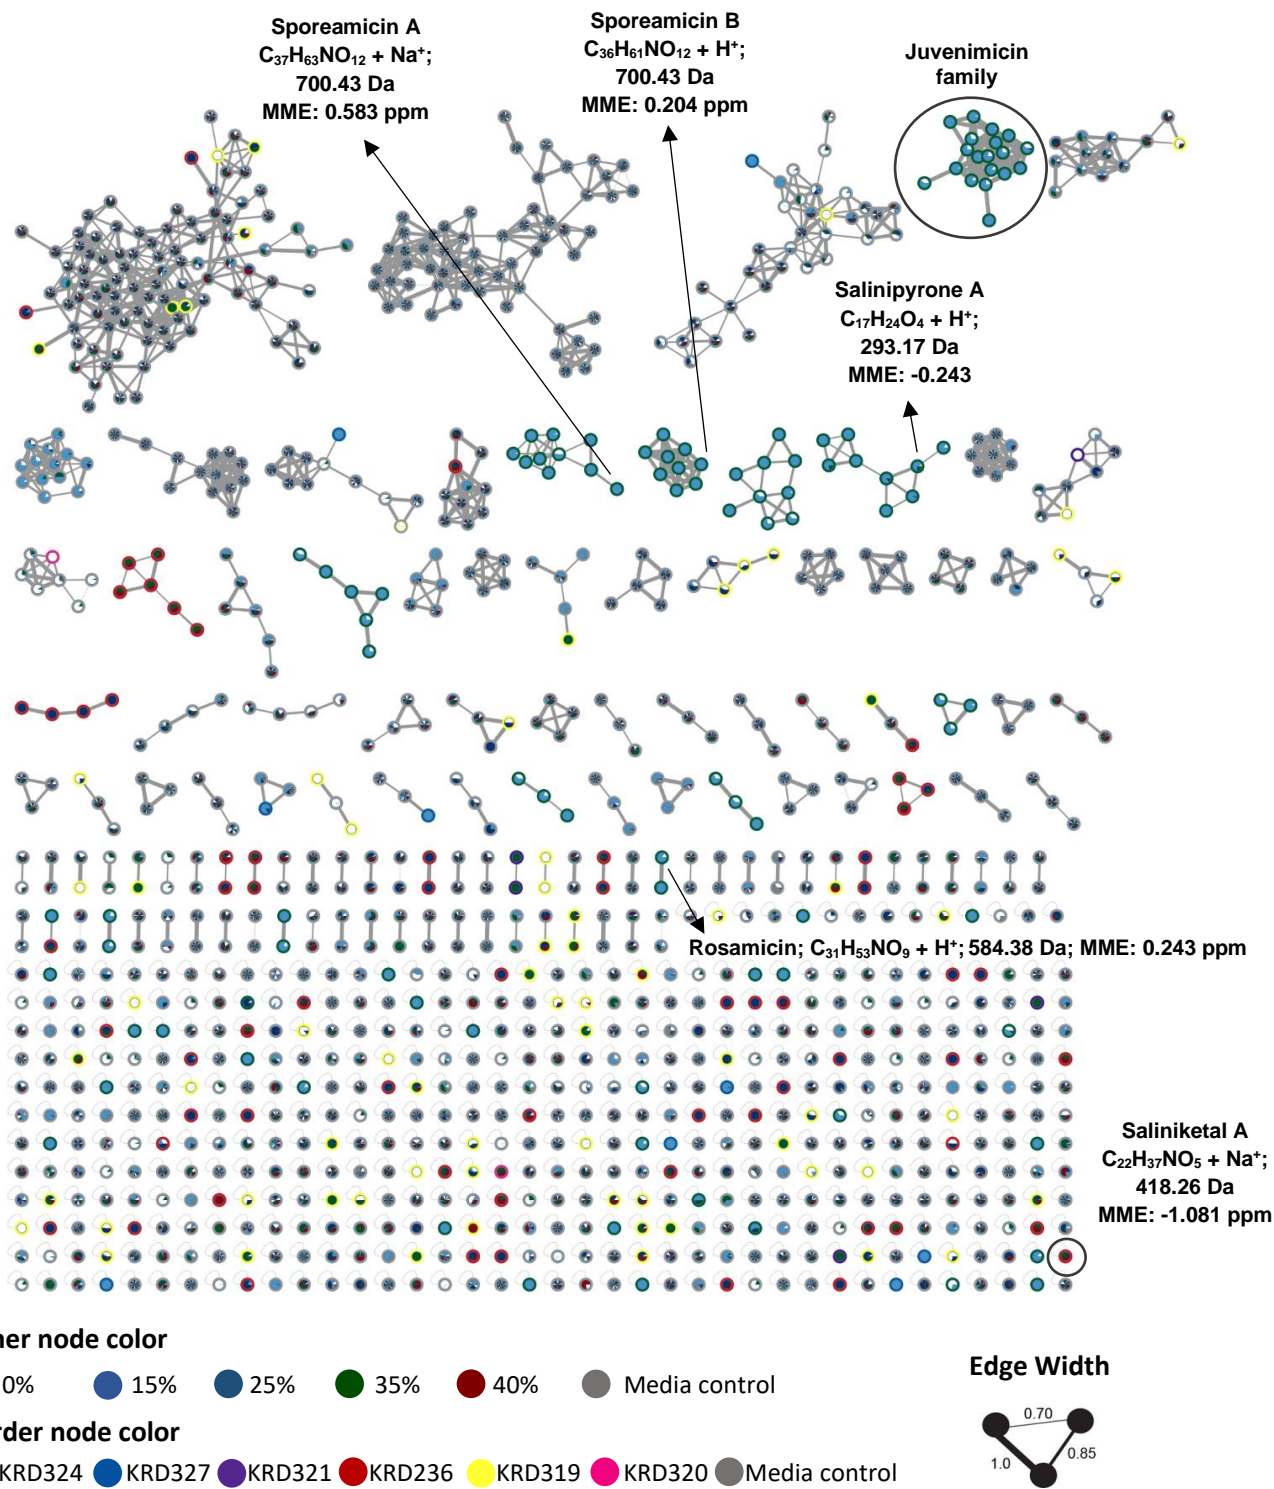 Sporeamicin A
C₃₇H₆₃NO₁₂ + Na⁺;
700.43 Da
MME: 0.583 ppm
Sporeamicin B
C₃₆H₆₁NO₁₂ + H⁺;
700.43 Da
MME: 0.204 ppm
Juvenimicin
family
Salinipyrone A
C₁₇H₂₄O₄ + H⁺;
293.17 Da
MME: -0.243
Rosamicin; C₃₁H₅₃NO₉ + H⁺; 584.38 Da; MME: 0.243 ppm
Saliniketal A
C₂₂H₃₇NO₅ + Na⁺;
418.26 Da
MME: -1.081 ppm
ner node color
0% 15% 25% 35% 40% Media control
rder node color
KRD324 KRD327 KRD321 KRD236 KRD319 KRD320 Media control
Edge Width
0.70
0.85
1.0